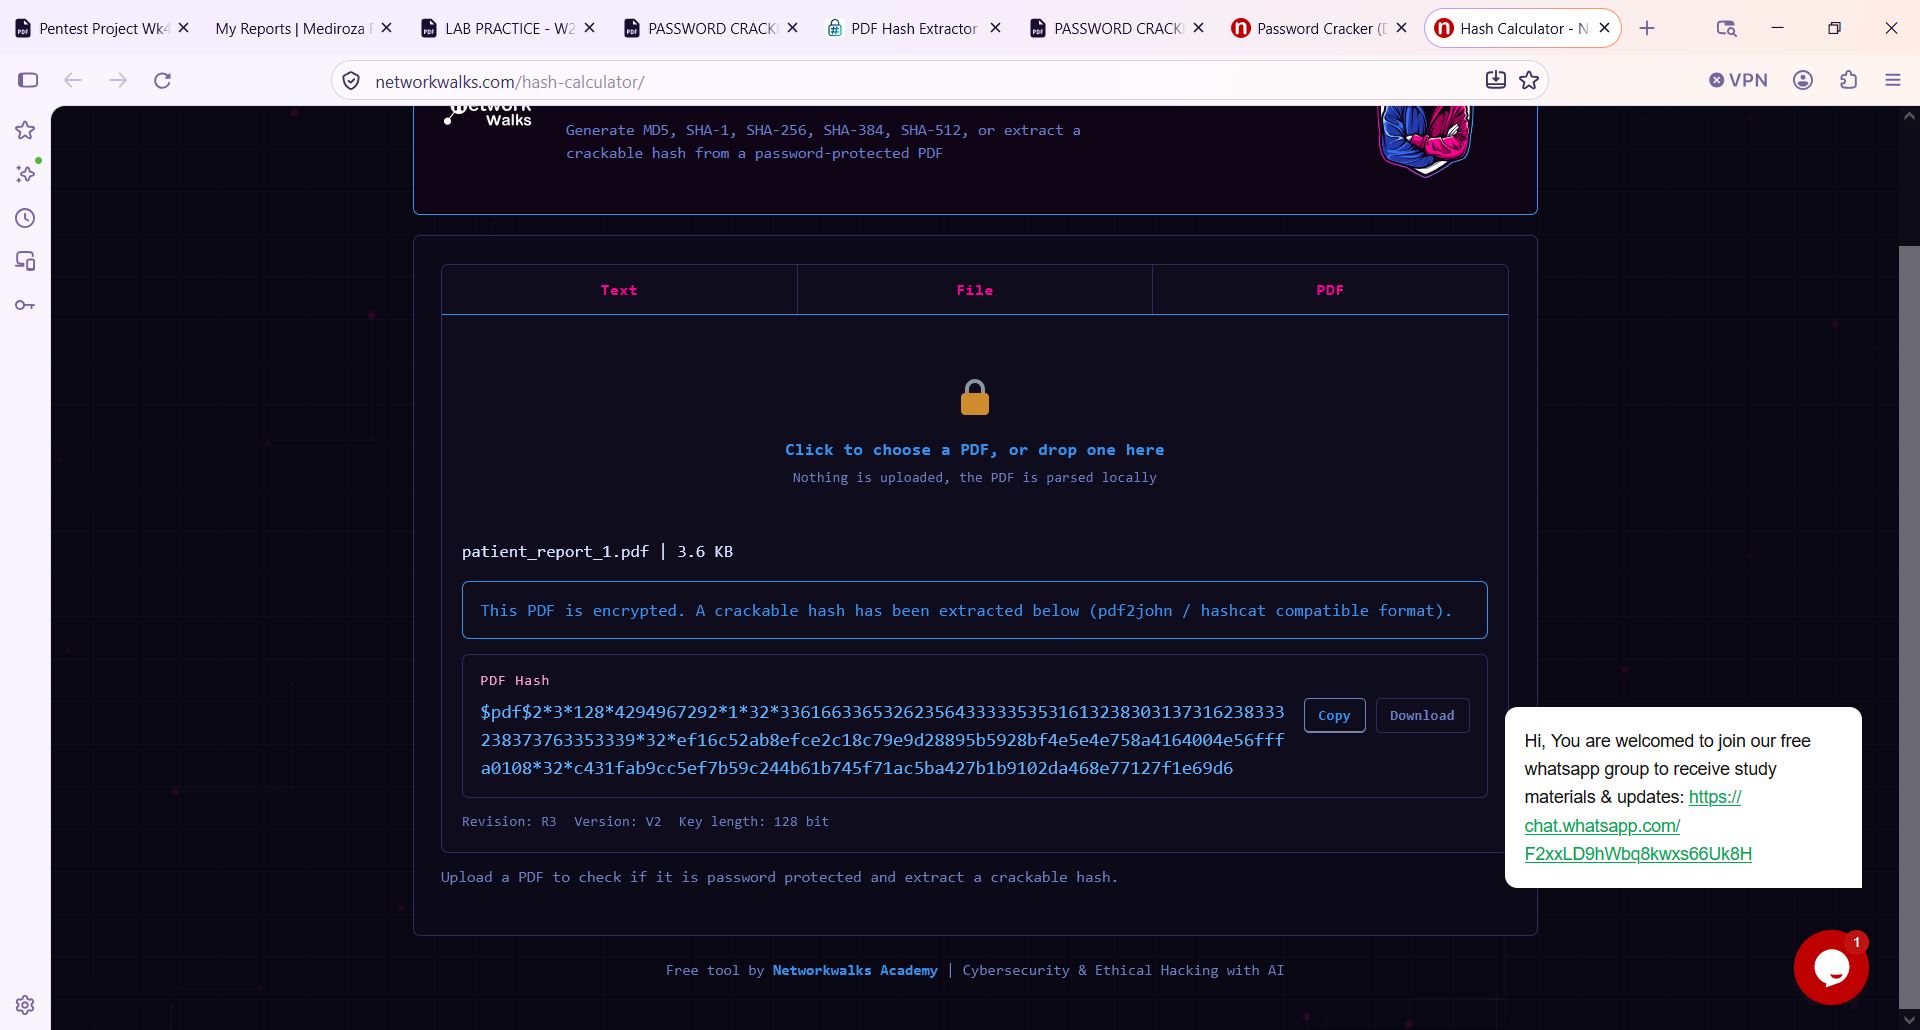 Pentest Project Wk4
My Reports | Mediroza
LAB PRACTICE - W2
PASSWORD CRACKI
PDF Hash Extractor
PASSWORD CRACKI
Password Cracker (D
Hash Calculator - N
networkwalks.com/hash-calculator/
VPN
Network
Walks
Generate MD5, SHA-1, SHA-256, SHA-384, SHA-512, or extract a
crackable hash from a password-protected PDF
Text
File
PDF
Click to choose a PDF, or drop one here
Nothing is uploaded, the PDF is parsed locally
patient_report_1.pdf | 3.6 KB
This PDF is encrypted. A crackable hash has been extracted below (pdf2john / hashcat compatible format).
PDF Hash
$pdf$2*3*128*4294967292*1*32*3361663365326235643333353531613238303137316238333
238373763353339*32*ef16c52ab8efce2c18c79e9d28895b5928bf4e5e4e758a4164004e56fff
a0108*32*c431fab9cc5ef7b59c244b61b745f71ac5ba427b1b9102da468e77127f1e69d6
Copy
Download
Revision: R3 Version: V2 Key length: 128 bit
Upload a PDF to check if it is password protected and extract a crackable hash.
Free tool by Networkwalks Academy | Cybersecurity & Ethical Hacking with AI
Hi, You are welcomed to join our free
whatsapp group to receive study
materials & updates: https://
chat.whatsapp.com/
F2xxLD9hWbq8kwxs66Uk8H
1